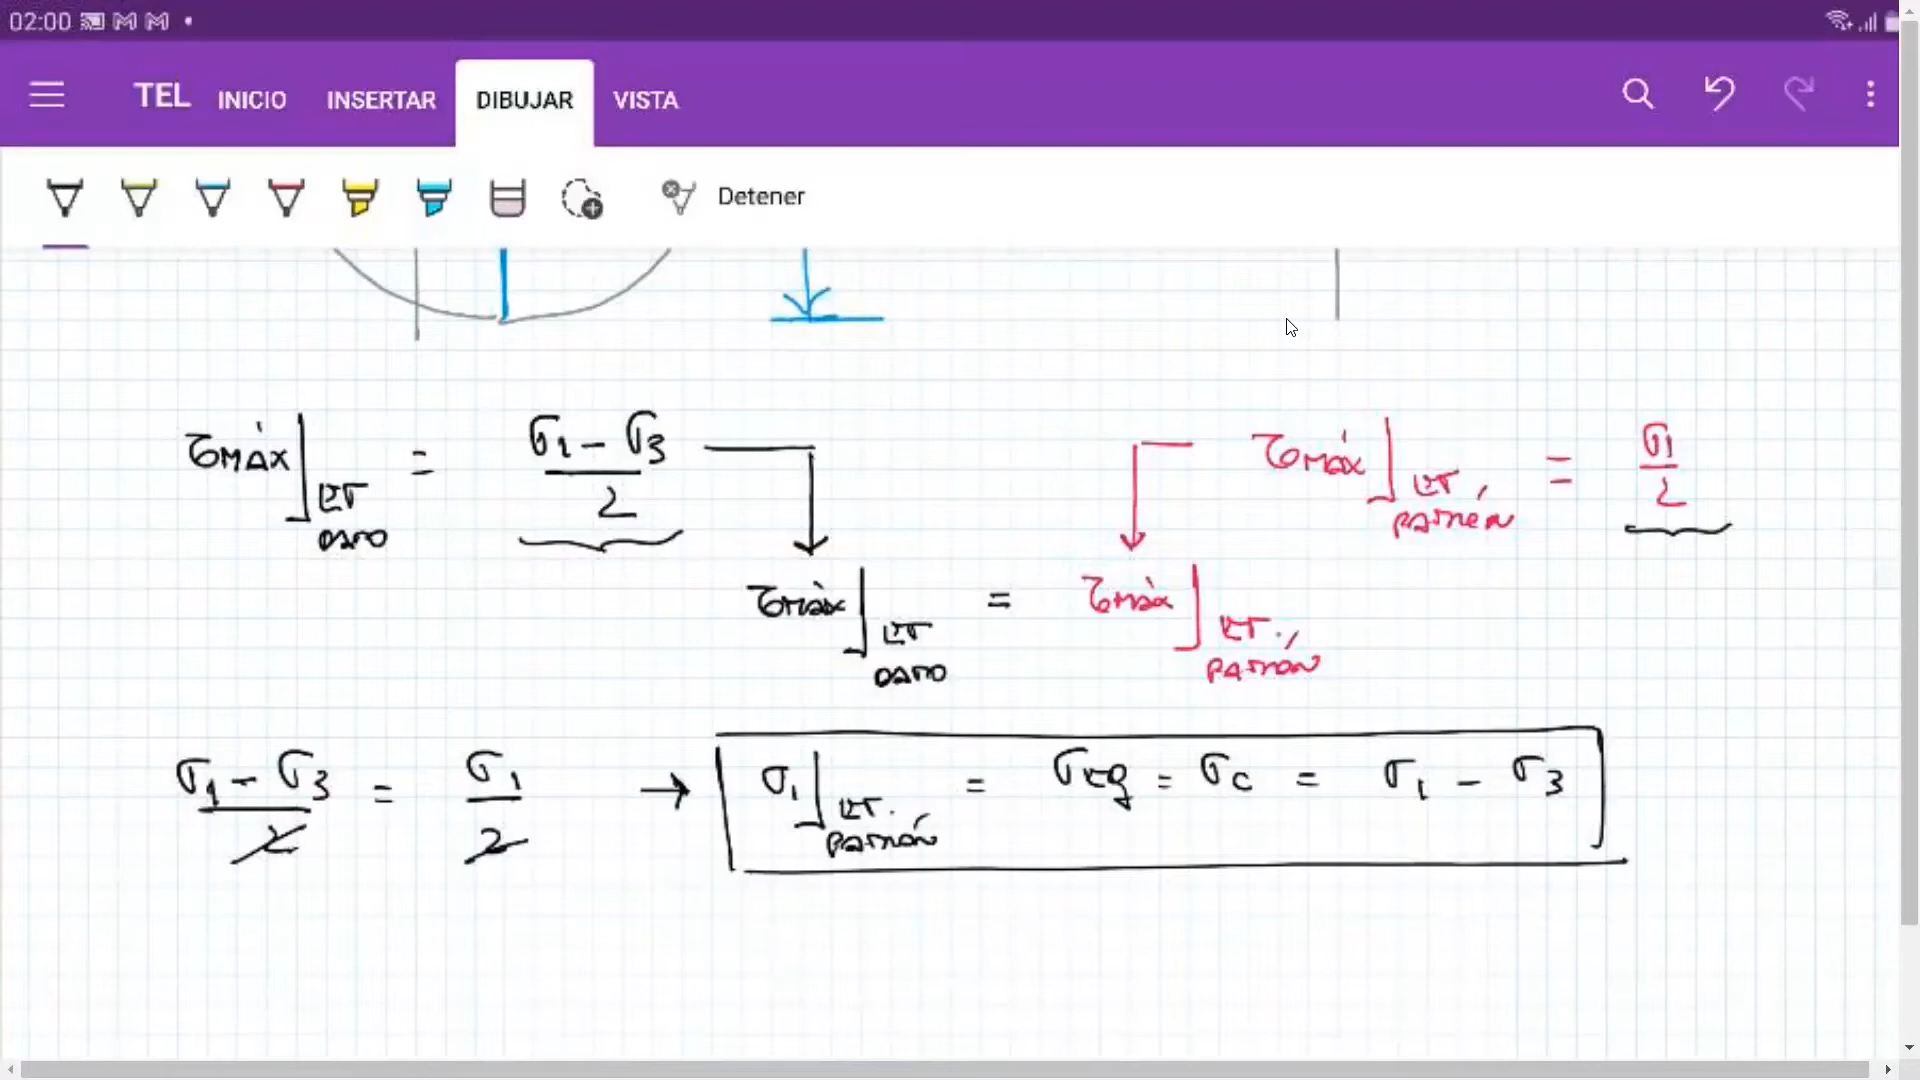 02:00
TEL INICIO INSERTAR DIBUJAR VISTA
Detener
τmáx]ET DADO = (σ1 - σ3)/2
τmáx]ET. PATRÓN = σ1/2
τmáx]ET DADO = τmáx]ET. PATRÓN
(σ1 - σ3)/2 = σ1/2 → σ1]ET. PATRÓN = σeq = σc = σ1 - σ3